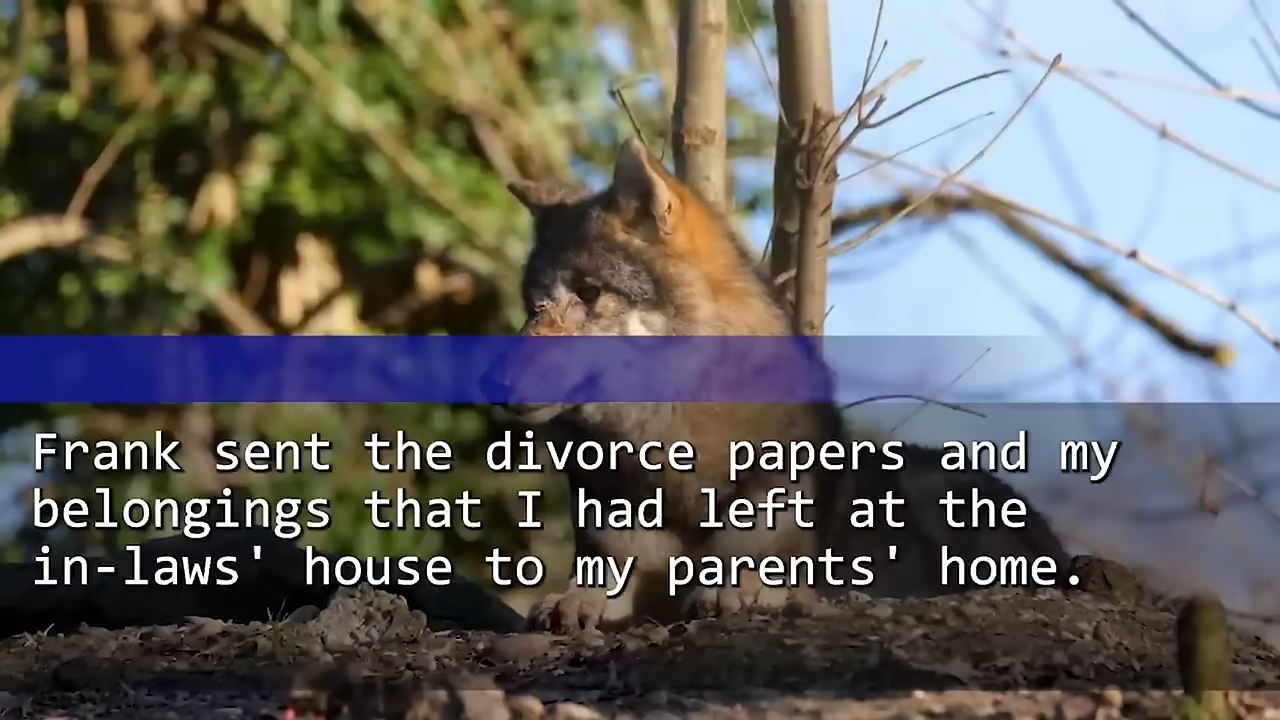 Frank sent the divorce papers and my
belongings that I had left at the
in-laws' house to my parents' home.